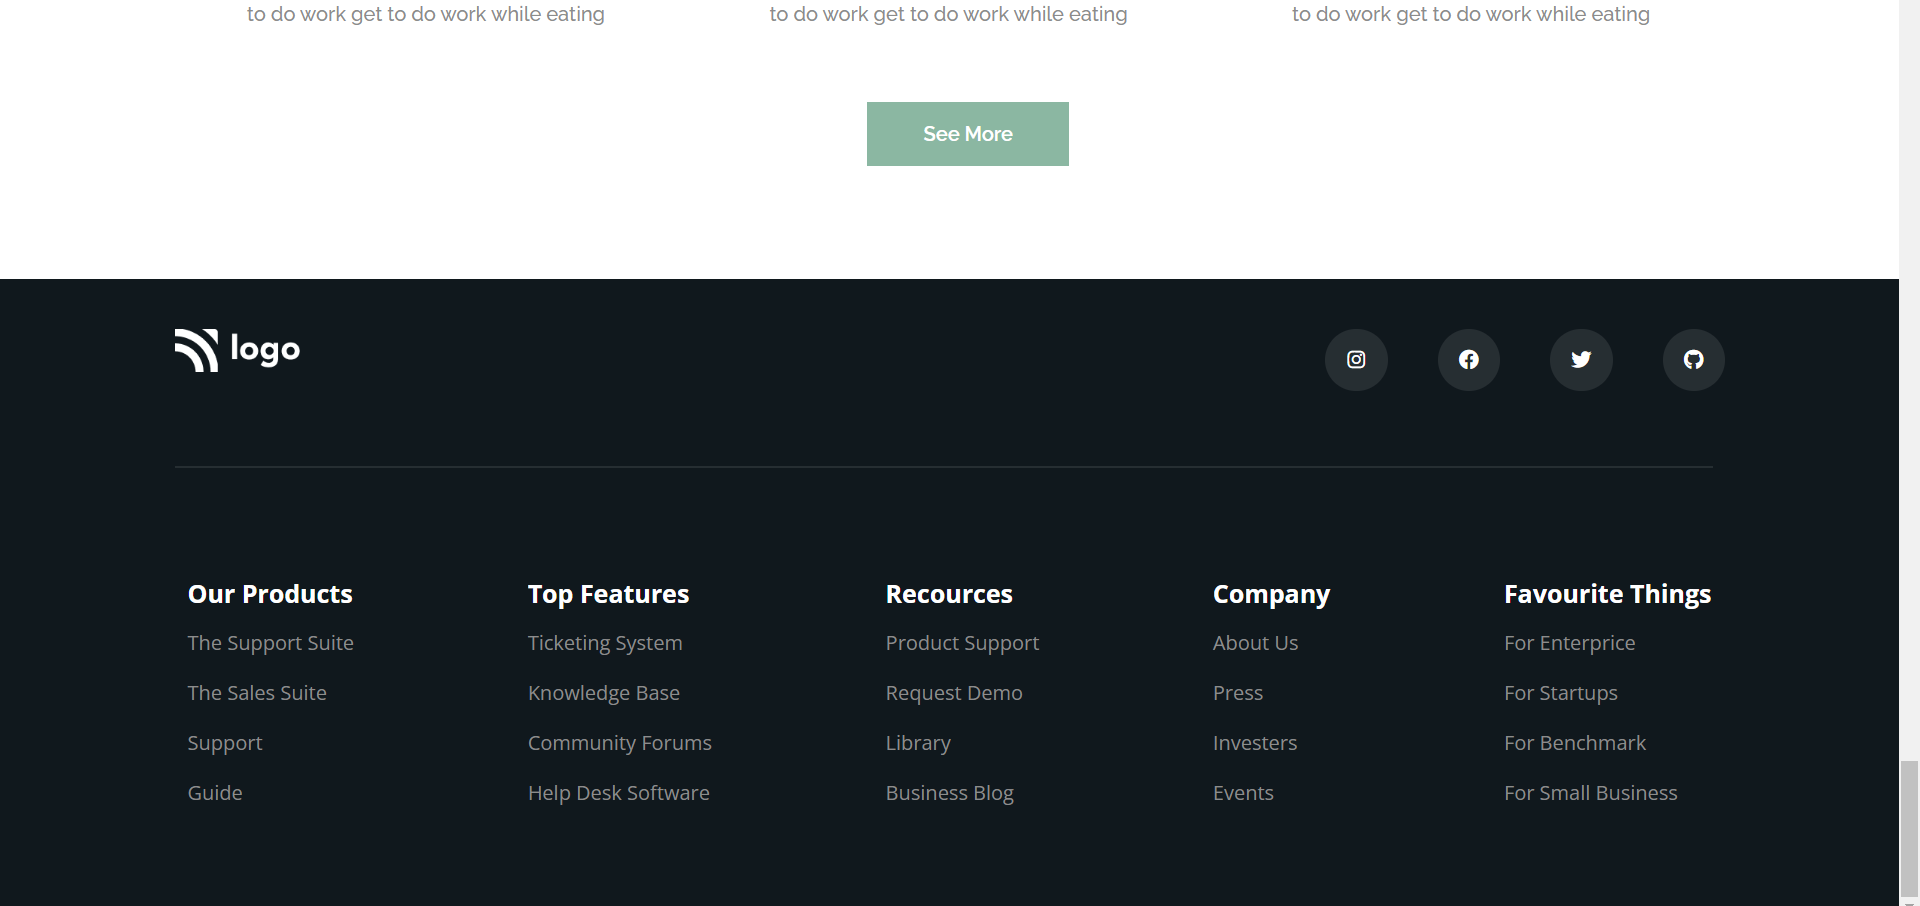 to do work get to do work while eating
to do work get to do work while eating
to do work get to do work while eating
See More
logo
Our Products
The Support Suite
The Sales Suite
Support
Guide
Top Features
Ticketing System
Knowledge Base
Community Forums
Help Desk Software
Recources
Product Support
Request Demo
Library
Business Blog
Company
About Us
Press
Investers
Events
Favourite Things
For Enterprice
For Startups
For Benchmark
For Small Business